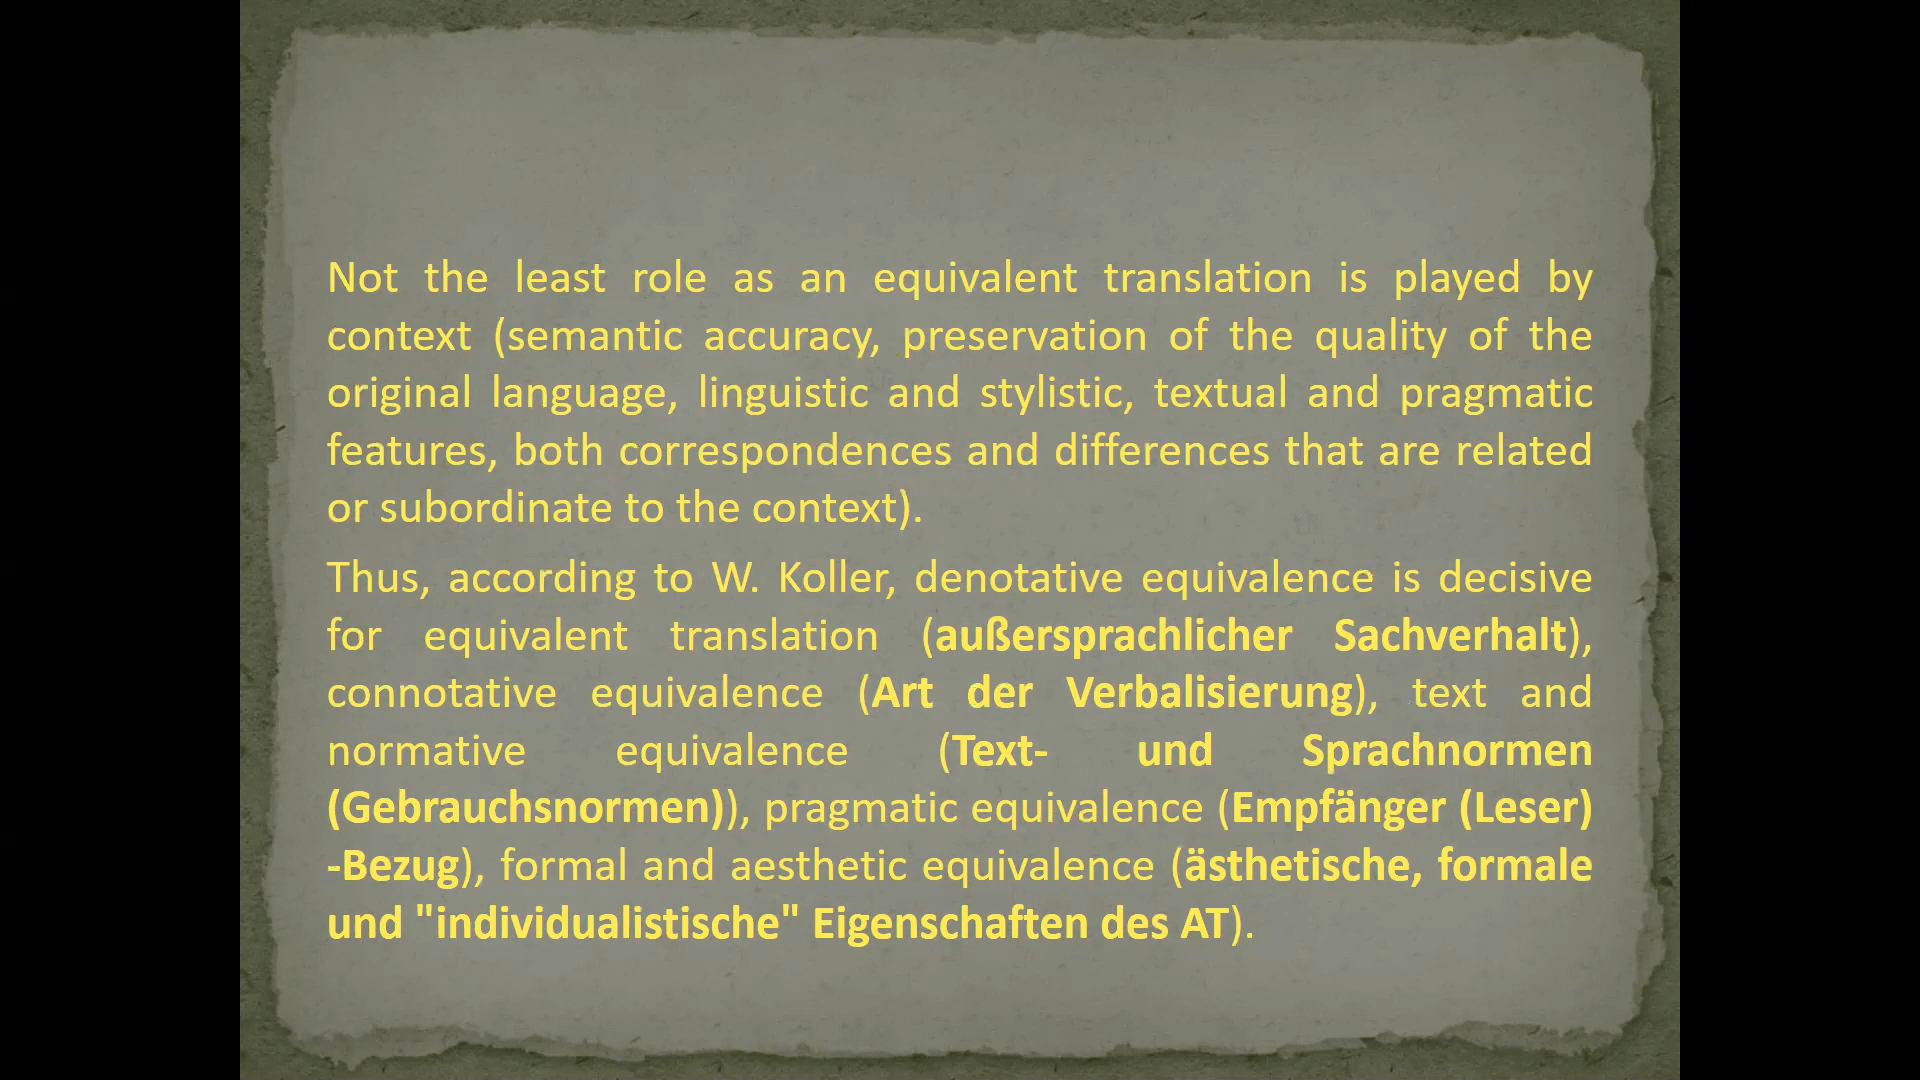 Not the least role as an equivalent translation is played by
context (semantic accuracy, preservation of the quality of the
original language, linguistic and stylistic, textual and pragmatic
features, both correspondences and differences that are related
or subordinate to the context).
Thus, according to W. Koller, denotative equivalence is decisive
for equivalent translation (außersprachlicher Sachverhalt),
connotative equivalence (Art der Verbalisierung), text and
normative equivalence (Text- und Sprachnormen
(Gebrauchsnormen)), pragmatic equivalence (Empfänger (Leser)
-Bezug), formal and aesthetic equivalence (ästhetische, formale
und "individualistische" Eigenschaften des AT).